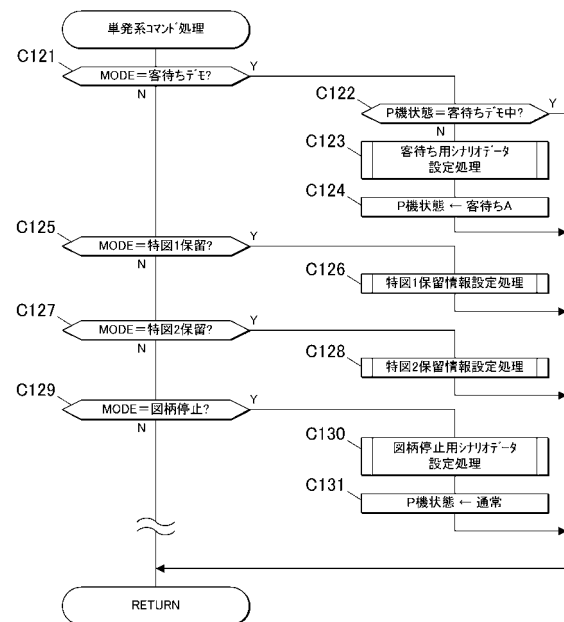 単発系コマンド処理
C121
MODE=客待ちデモ?
Y
N
C122
P機状態=客待ちデモ中?
Y
N
C123
客待ち用シナリオデータ
設定処理
C124
P機状態 ← 客待ちA
C125
MODE=特図1保留?
Y
N
C126
特図1保留情報設定処理
C127
MODE=特図2保留?
Y
N
C128
特図2保留情報設定処理
C129
MODE=図柄停止?
Y
N
C130
図柄停止用シナリオデータ
設定処理
C131
P機状態 ← 通常
RETURN